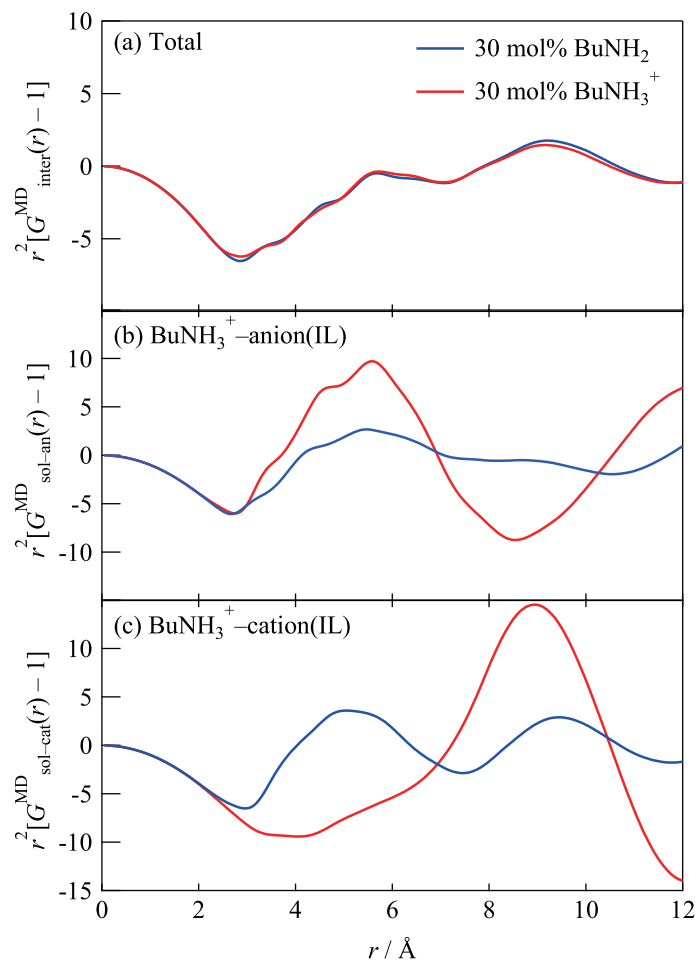 10
(a) Total
30 mol% BuNH₂
30 mol% BuNH₃⁺
5
0
-5
r² [Gᴹᴰinter(r) – 1]
(b) BuNH₃⁺–anion(IL)
10
5
0
-5
-10
r² [Gᴹᴰsol–an(r) – 1]
(c) BuNH₃⁺–cation(IL)
10
5
0
-5
-10
-15
r² [Gᴹᴰsol–cat(r) – 1]
0 2 4 6 8 10 12
r / Å